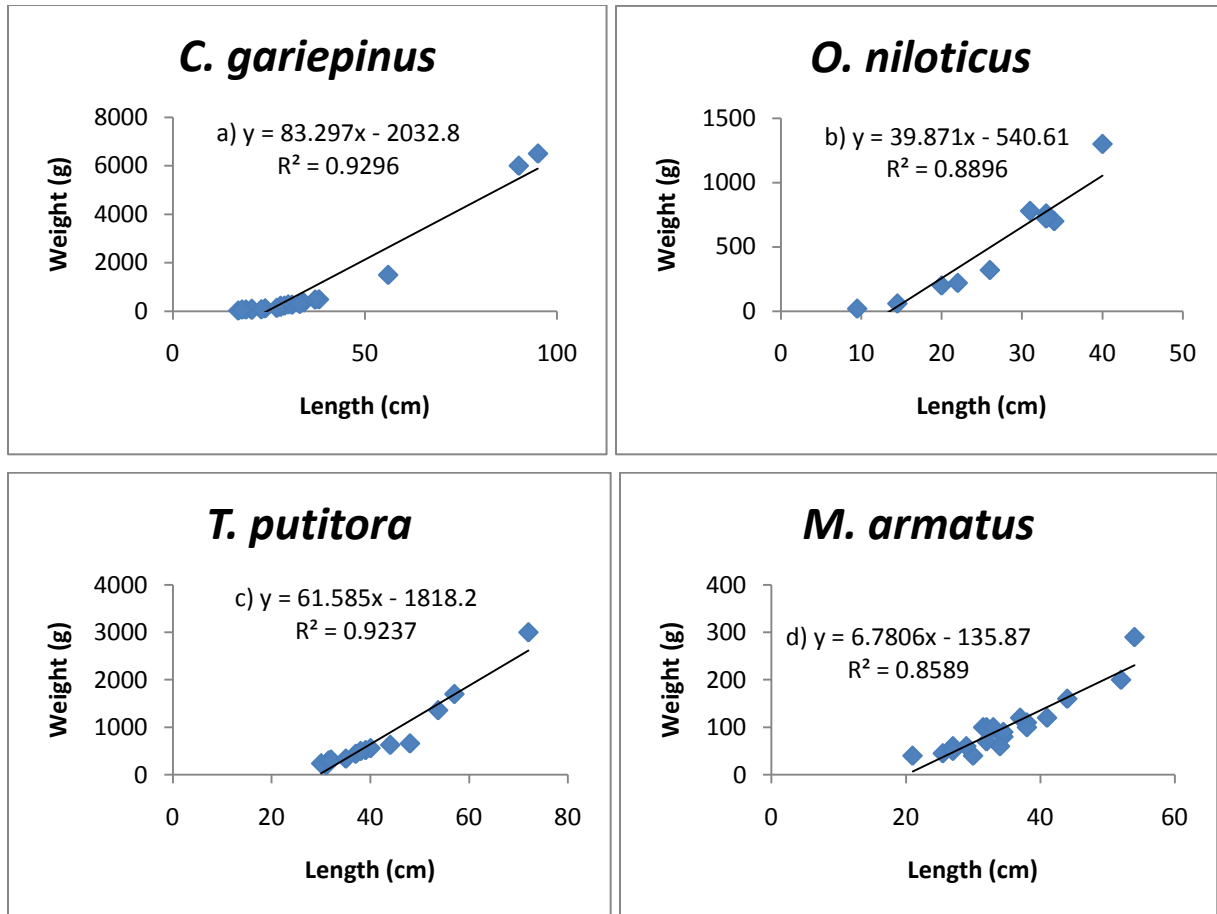 C. gariepinus
a) y = 83.297x - 2032.8
R² = 0.9296
Weight (g)
8000
6000
4000
2000
0
0 50 100
Length (cm)
O. niloticus
b) y = 39.871x - 540.61
R² = 0.8896
Weight (g)
1500
1000
500
0
0 10 20 30 40 50
Length (cm)
T. putitora
c) y = 61.585x - 1818.2
R² = 0.9237
Weight (g)
4000
3000
2000
1000
0
0 20 40 60 80
Length (cm)
M. armatus
d) y = 6.7806x - 135.87
R² = 0.8589
Weight (g)
400
300
200
100
0
0 20 40 60
Length (cm)